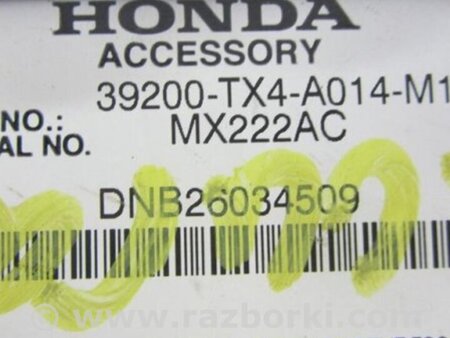 HONDA
ACCESSORY
39200-TX4-A014-M1
NO.: MX222AC
AL NO.
DNB26034509
© www.razborki.com